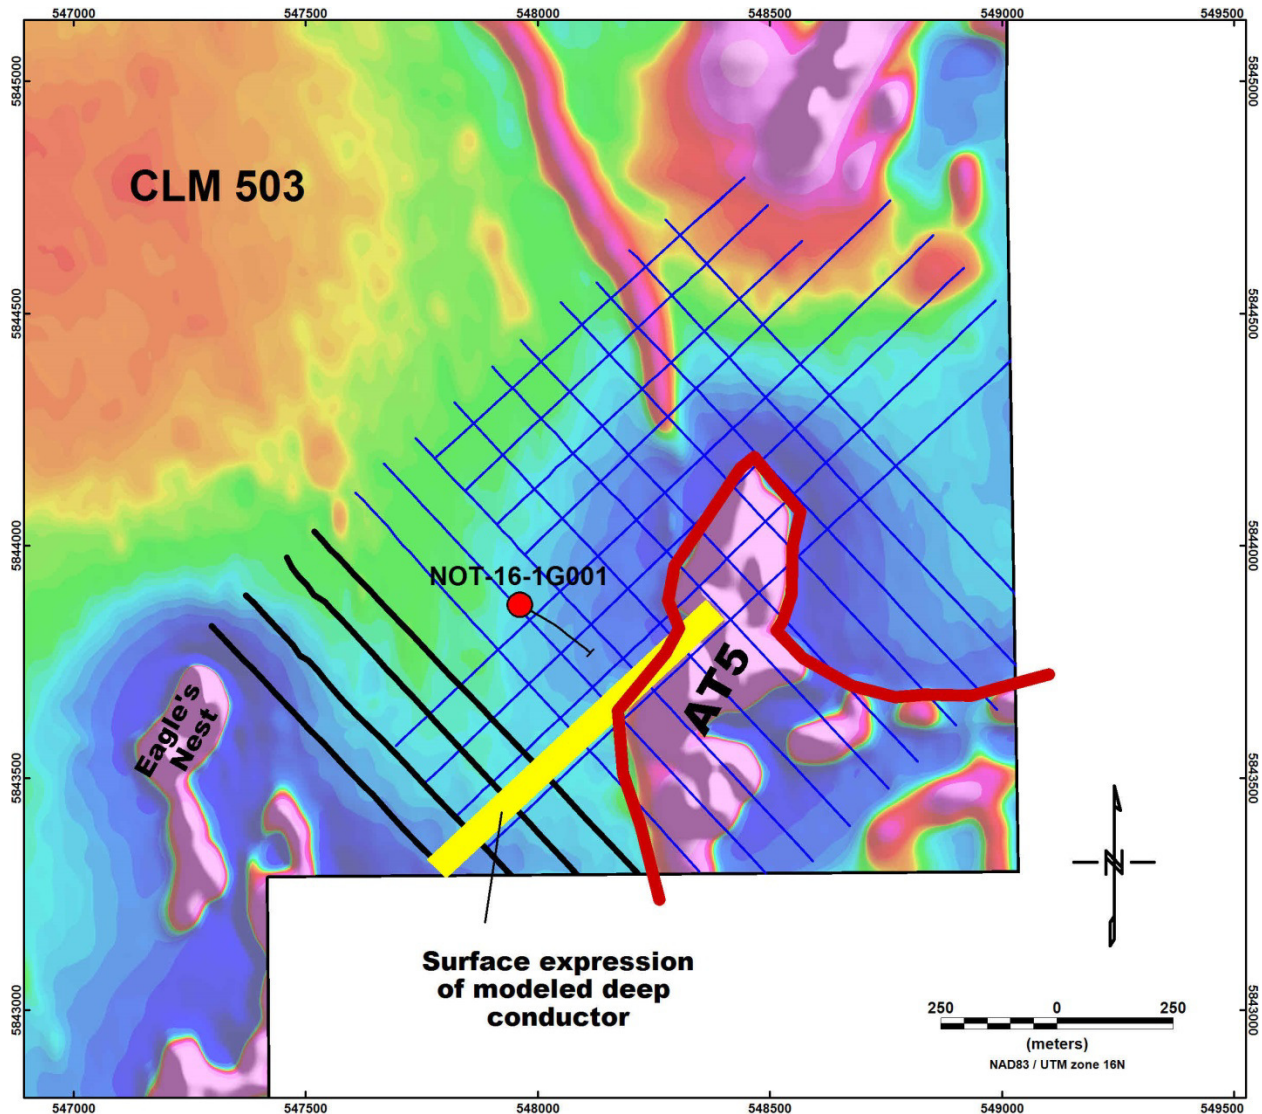 547000 547500 548000 548500 549000 549500
5845000 5845000
CLM 503
5844500 5844500
5844000 5844000
NOT-16-1G001
Eagle's
Nest
AT5
5843500 5843500
N
Surface expression
of modeled deep
conductor
5843000 5843000
250 0 250
(meters)
NAD83 / UTM zone 16N
547000 547500 548000 548500 549000 549500